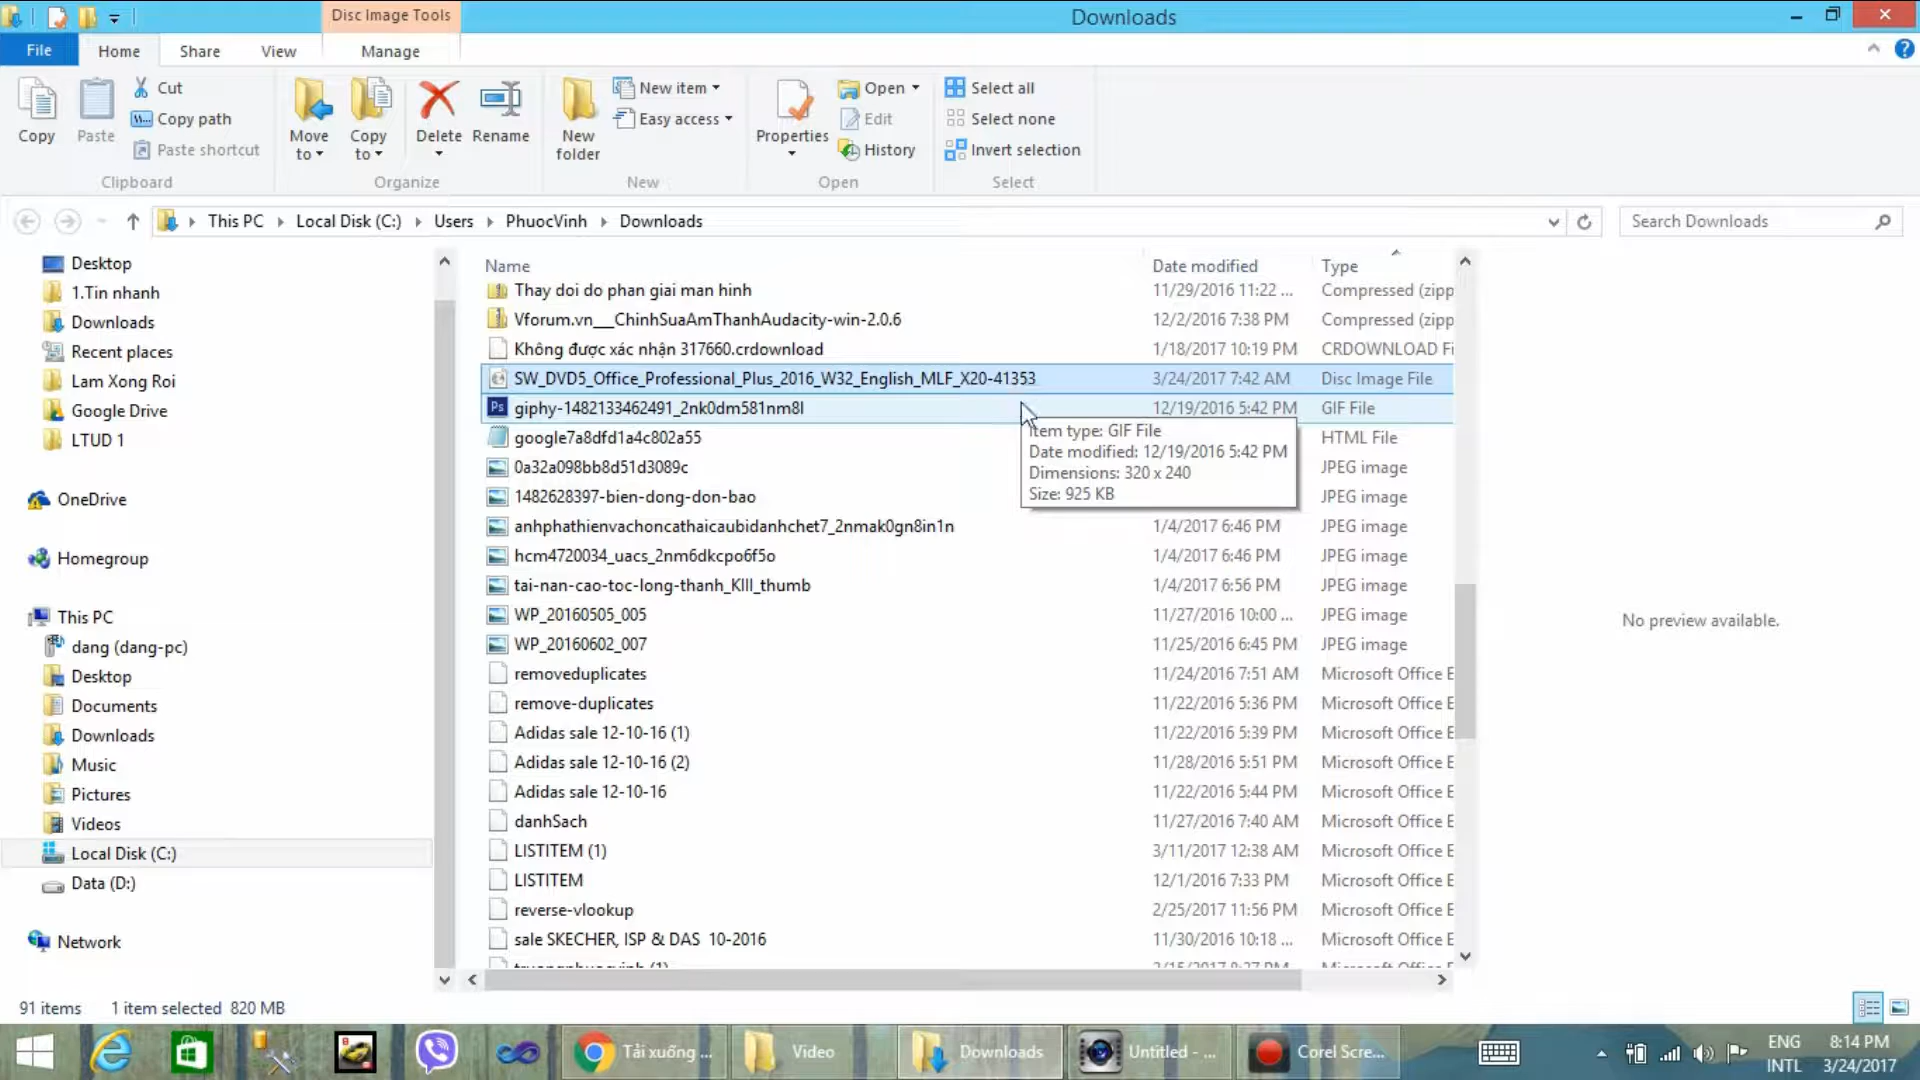 Disc Image Tools
Downloads
File
Home
Share
View
Manage
Copy
Paste
Cut
Copy path
Paste shortcut
Clipboard
Move to
Copy to
Delete
Rename
Organize
New folder
New item
Easy access
New
Properties
Open
Edit
History
Open
Select all
Select none
Invert selection
Select
This PC
Local Disk (C:)
Users
PhuocVinh
Downloads
Search Downloads
Desktop
1.Tin nhanh
Downloads
Recent places
Lam Xong Roi
Google Drive
LTUD 1
OneDrive
Homegroup
This PC
dang (dang-pc)
Desktop
Documents
Downloads
Music
Pictures
Videos
Local Disk (C:)
Data (D:)
Network
Name Date modified Type
Thay doi do phan giai man hinh 11/29/2016 11:22 ... Compressed (zipp
Vforum.vn___ChinhSuaAmThanhAudacity-win-2.0.6 12/2/2016 7:38 PM Compressed (zipp
Không được xác nhận 317660.crdownload 1/18/2017 10:19 PM CRDOWNLOAD Fi
SW_DVD5_Office_Professional_Plus_2016_W32_English_MLF_X20-41353 3/24/2017 7:42 AM Disc Image File
giphy-1482133462491_2nk0dm581nm8l 12/19/2016 5:42 PM GIF File
google7a8dfd1a4c802a55 HTML File
0a32a098bb8d51d3089c JPEG image
1482628397-bien-dong-don-bao JPEG image
anhphathienvachoncathaicaubidanhchet7_2nmak0gn8in1n 1/4/2017 6:46 PM JPEG image
hcm4720034_uacs_2nm6dkcpo6f5o 1/4/2017 6:46 PM JPEG image
tai-nan-cao-toc-long-thanh_KIII_thumb 1/4/2017 6:56 PM JPEG image
WP_20160505_005 11/27/2016 10:00 ... JPEG image
WP_20160602_007 11/25/2016 6:45 PM JPEG image
removeduplicates 11/24/2016 7:51 AM Microsoft Office E
remove-duplicates 11/22/2016 5:36 PM Microsoft Office E
Adidas sale 12-10-16 (1) 11/22/2016 5:39 PM Microsoft Office E
Adidas sale 12-10-16 (2) 11/28/2016 5:51 PM Microsoft Office E
Adidas sale 12-10-16 11/22/2016 5:44 PM Microsoft Office E
danhSach 11/27/2016 7:40 AM Microsoft Office E
LISTITEM (1) 3/11/2017 12:38 AM Microsoft Office E
LISTITEM 12/1/2016 7:33 PM Microsoft Office E
reverse-vlookup 2/25/2017 11:56 PM Microsoft Office E
sale SKECHER, ISP & DAS 10-2016 11/30/2016 10:18 ... Microsoft Office E
Item type: GIF File
Date modified: 12/19/2016 5:42 PM
Dimensions: 320 x 240
Size: 925 KB
No preview available.
91 items 1 item selected 820 MB
Tải xuống ...
Video
Downloads
Untitled - ...
Corel Scre...
ENG
INTL
8:14 PM
3/24/2017